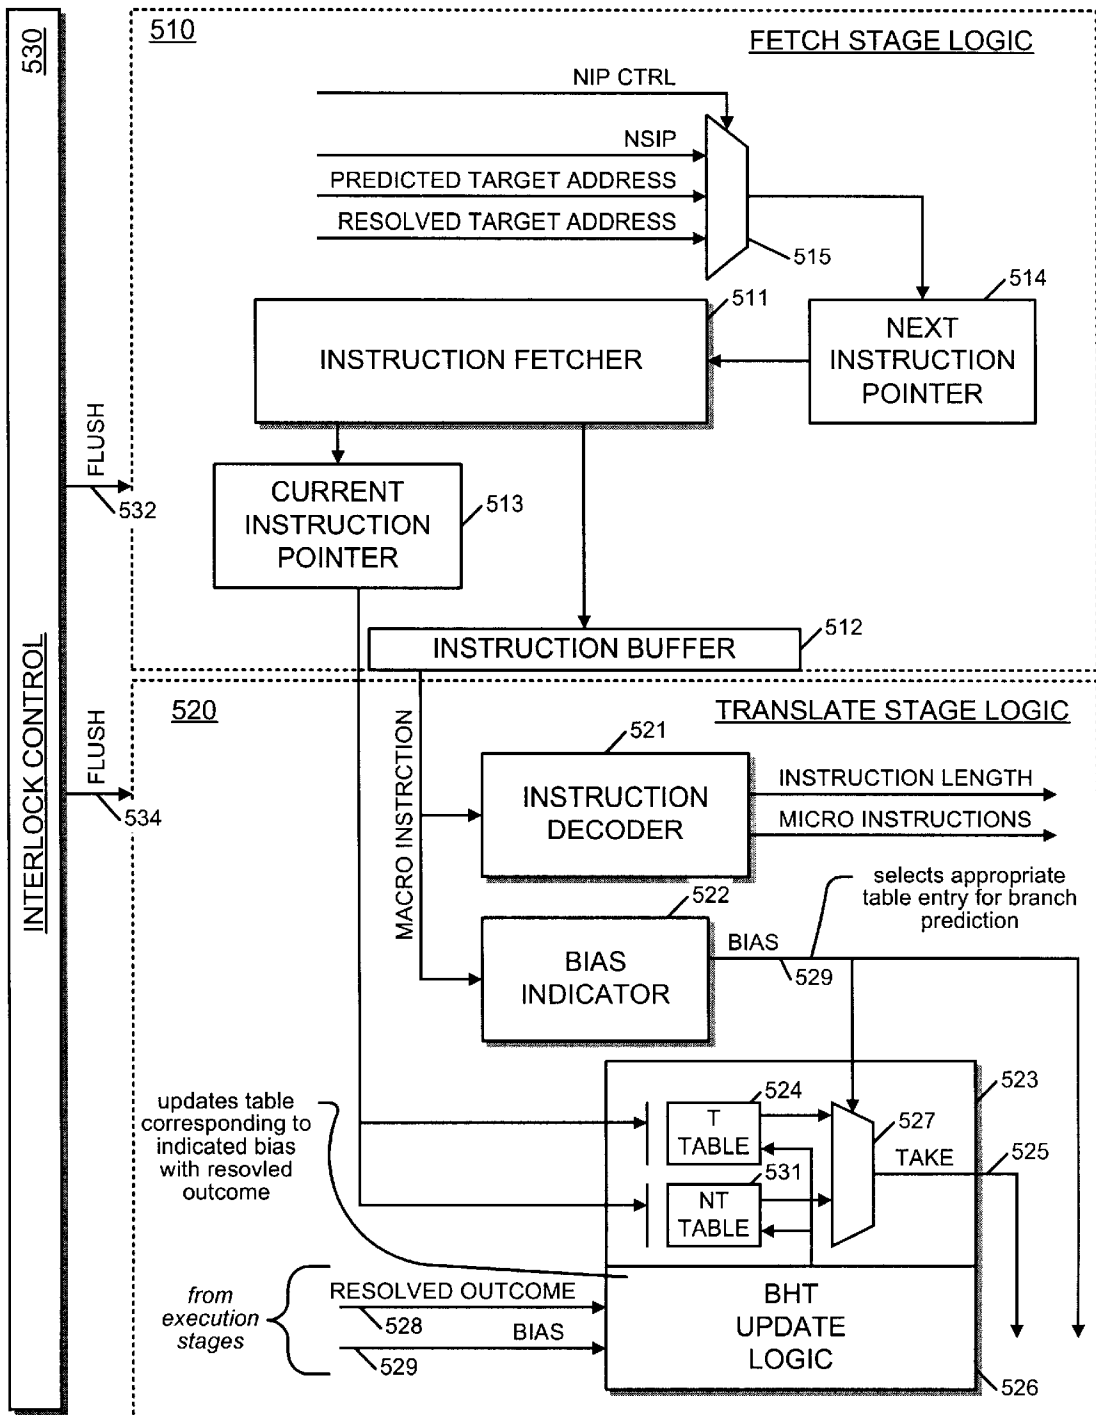 530
INTERLOCK CONTROL
510
FETCH STAGE LOGIC
NIP CTRL
NSIP
PREDICTED TARGET ADDRESS
RESOLVED TARGET ADDRESS
515
514
511
INSTRUCTION FETCHER
NEXT
INSTRUCTION
POINTER
FLUSH
532
CURRENT
INSTRUCTION
POINTER
513
512
INSTRUCTION BUFFER
520
TRANSLATE STAGE LOGIC
FLUSH
534
MACRO INSTRCTION
521
INSTRUCTION
DECODER
INSTRUCTION LENGTH
MICRO INSTRUCTIONS
522
BIAS
INDICATOR
BIAS
529
selects appropriate
table entry for branch
prediction
updates table
corresponding to
indicated bias
with resovled
outcome
523
524
T
TABLE
527
TAKE
525
531
NT
TABLE
from
execution
stages
RESOLVED OUTCOME
528
BIAS
529
BHT
UPDATE
LOGIC
526